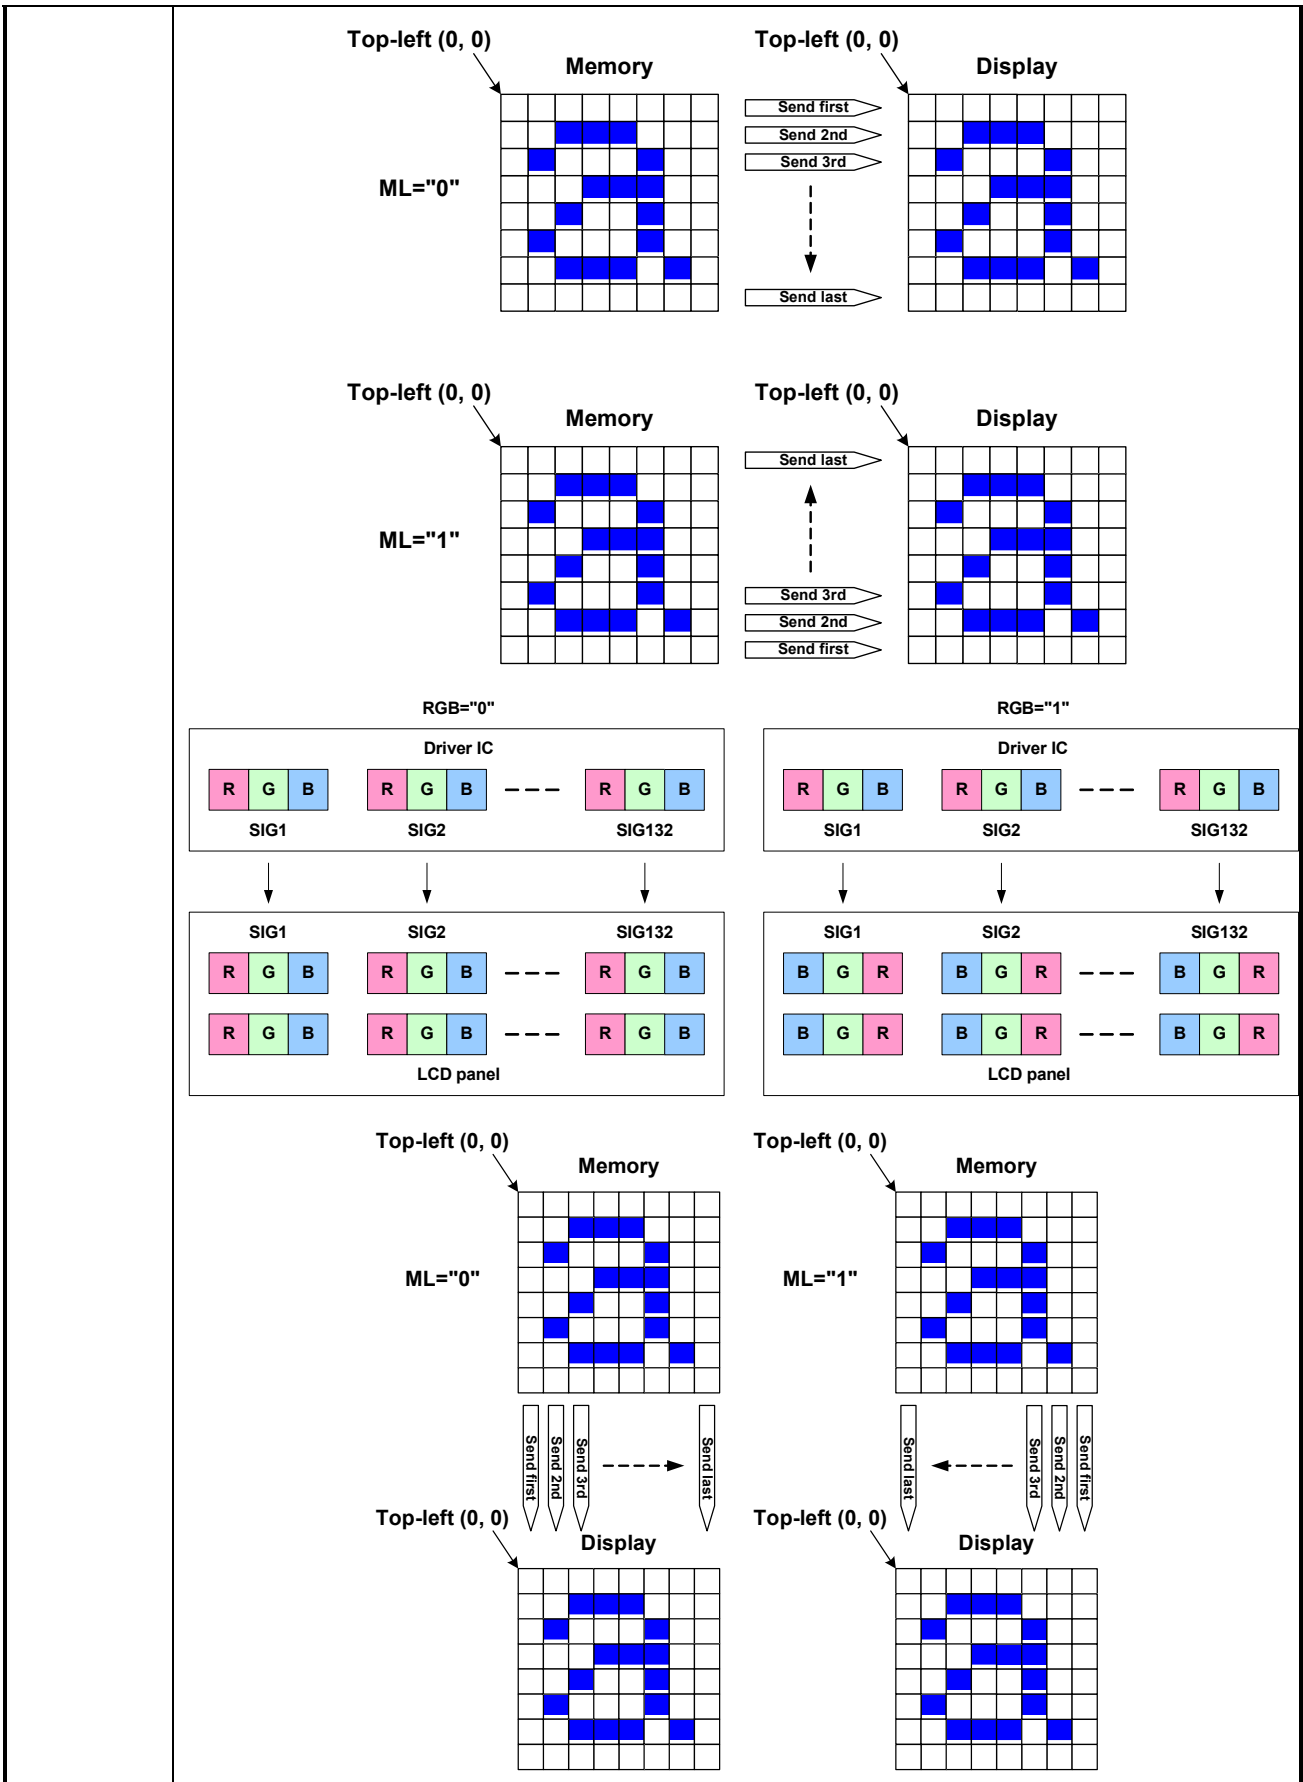 Top-left (0, 0) Top-left (0, 0)
Memory Display
Send first
Send 2nd
Send 3rd
ML="0"
Send last
Top-left (0, 0) Top-left (0, 0)
Memory Display
Send last
ML="1"
Send 3rd
Send 2nd
Send first
RGB="0" RGB="1"
Driver IC Driver IC
R G B R G B R G B R G B R G B R G B
SIG1 SIG2 SIG132 SIG1 SIG2 SIG132
SIG1 SIG2 SIG132 SIG1 SIG2 SIG132
R G B R G B R G B B G R B G R B G R
R G B R G B R G B B G R B G R B G R
LCD panel LCD panel
Top-left (0, 0) Top-left (0, 0)
Memory Memory
ML="0" ML="1"
Send first Send 2nd Send 3rd Send last Send last Send 3rd Send 2nd Send first
Top-left (0, 0) Top-left (0, 0)
Display Display